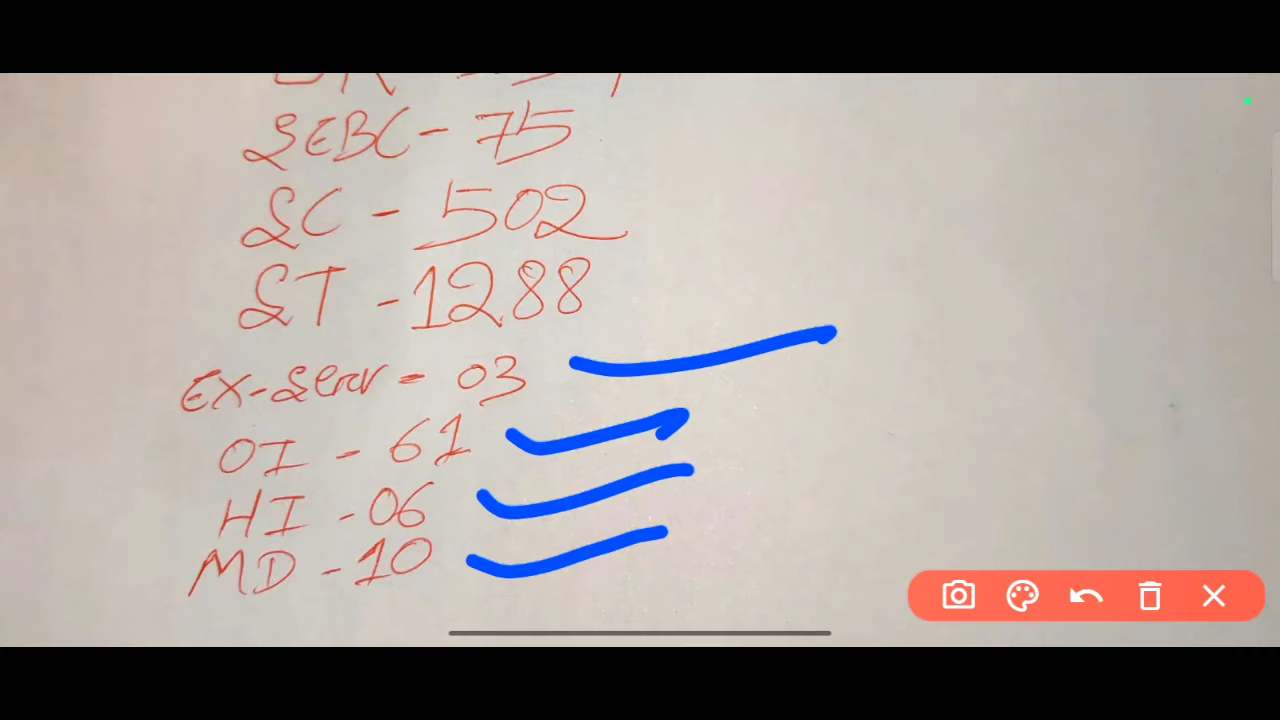 SEBC - 75
SC - 502
ST - 1288
EX-Serv - 03
OI - 61
HI - 06
MD - 10